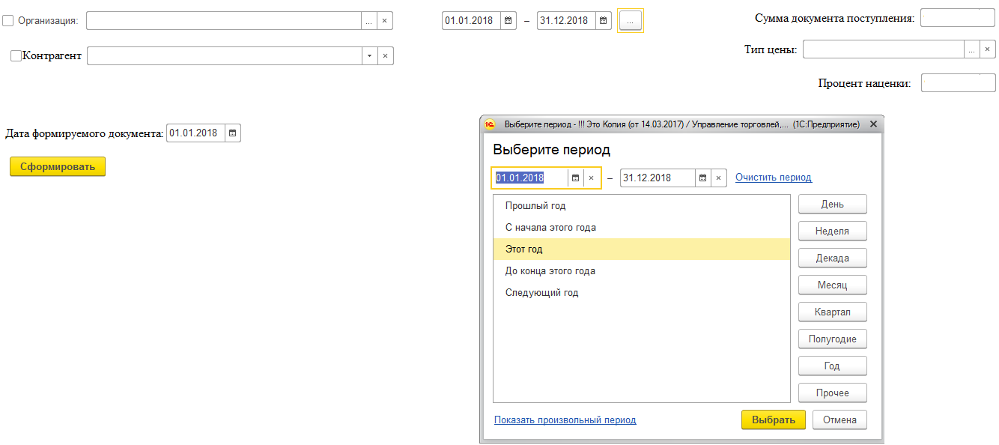 Организация: ... ×
01.01.2018 – 31.12.2018 ...
Сумма документа поступления:
Контрагент ×
Тип цены: ... ×
Процент наценки:
Дата формируемого документа: 01.01.2018
Сформировать
1С Выберите период - !!! Это Копия (от 14.03.2017) / Управление торговлей,... (1С:Предприятие) ×
Выберите период
01.01.2018 × – 31.12.2018 × Очистить период
Прошлый год
С начала этого года
Этот год
До конца этого года
Следующий год
День
Неделя
Декада
Месяц
Квартал
Полугодие
Год
Прочее
Показать произвольный период
Выбрать
Отмена